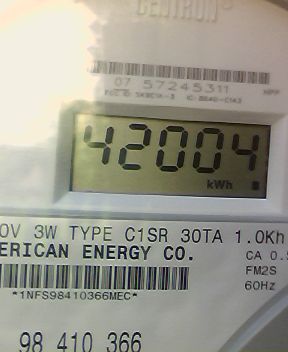 CENTRON®
07 57245311
42004
kWh
0V 3W TYPE C1SR 30TA 1.0Kh
ERICAN ENERGY CO.
CA 0.5
FM2S
*1NFS98410366MEC*
60Hz
98 410 366